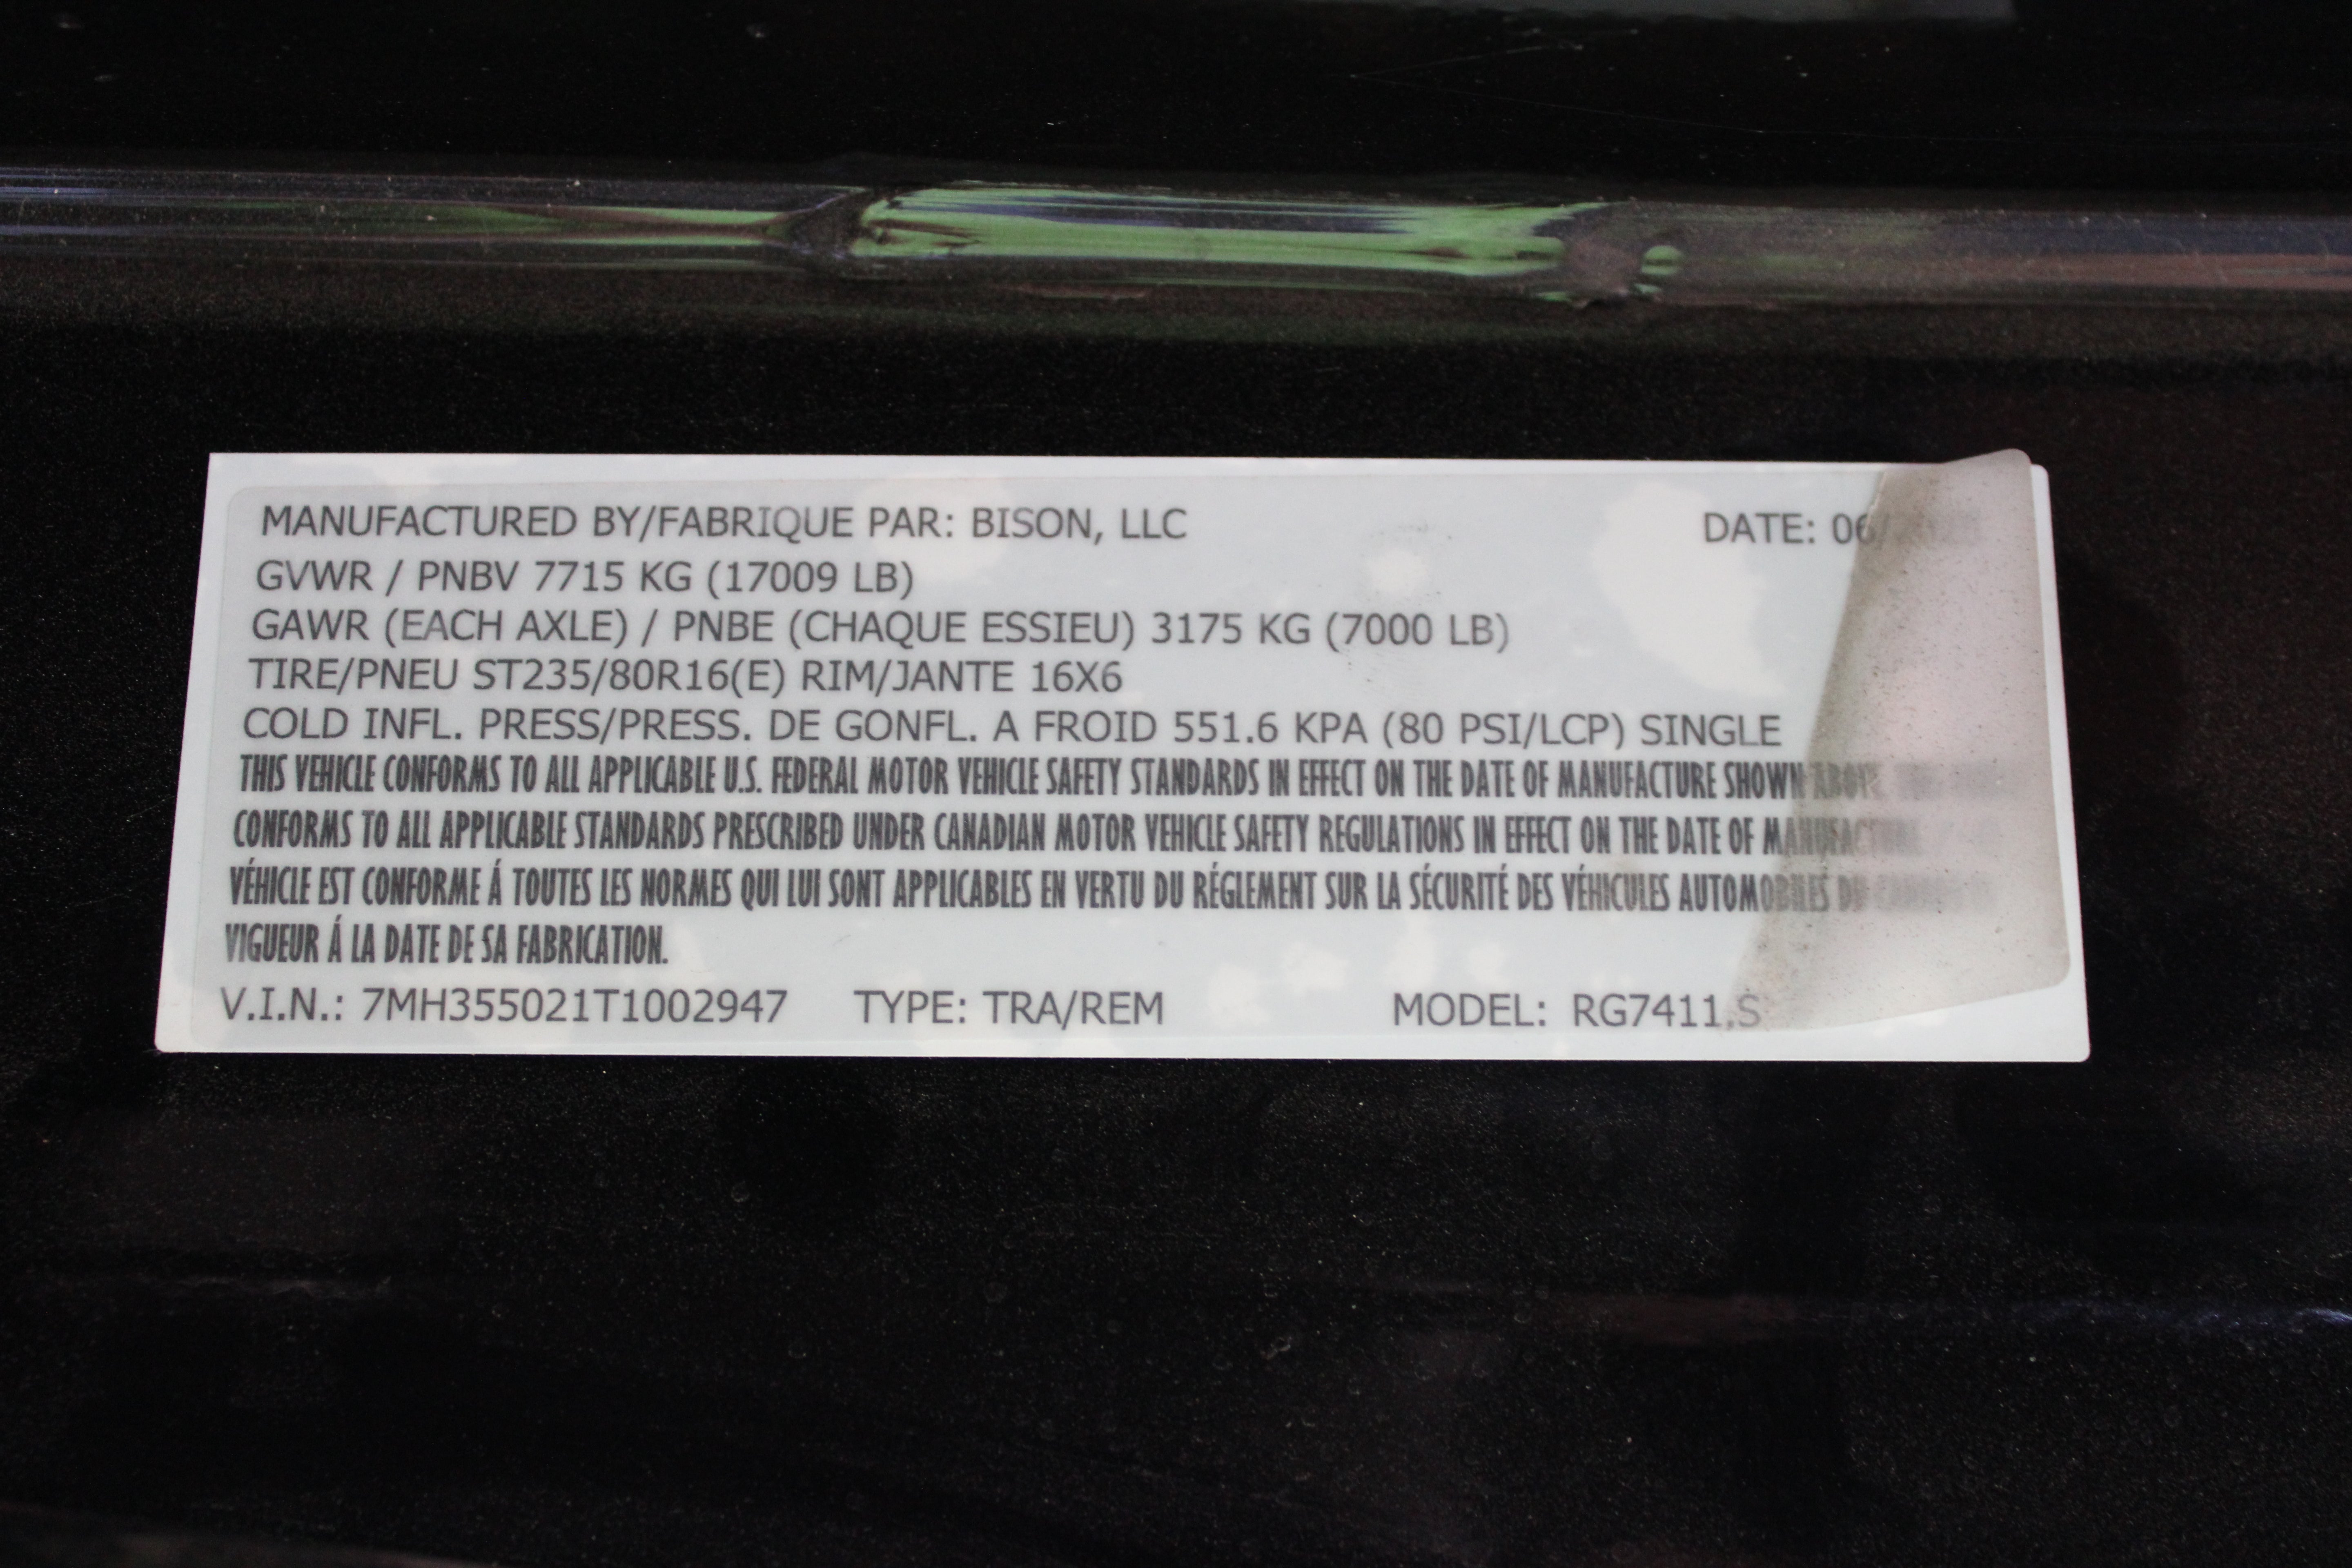 MANUFACTURED BY/FABRIQUE PAR: BISON, LLC DATE: 06/
GVWR / PNBV 7715 KG (17009 LB)
GAWR (EACH AXLE) / PNBE (CHAQUE ESSIEU) 3175 KG (7000 LB)
TIRE/PNEU ST235/80R16(E) RIM/JANTE 16X6
COLD INFL. PRESS/PRESS. DE GONFL. A FROID 551.6 KPA (80 PSI/LCP) SINGLE
THIS VEHICLE CONFORMS TO ALL APPLICABLE U.S. FEDERAL MOTOR VEHICLE SAFETY STANDARDS IN EFFECT ON THE DATE OF MANUFACTURE SHOWN ABOVE.
CONFORMS TO ALL APPLICABLE STANDARDS PRESCRIBED UNDER CANADIAN MOTOR VEHICLE SAFETY REGULATIONS IN EFFECT ON THE DATE OF MANUFACTURE
VÉHICLE EST CONFORME Á TOUTES LES NORMES QUI LUI SONT APPLICABLES EN VERTU DU RÉGLEMENT SUR LA SÉCURITÉ DES VÉHICULES AUTOMOBILES DU
VIGUEUR Á LA DATE DE SA FABRICATION.
V.I.N.: 7MH355021T1002947 TYPE: TRA/REM MODEL: RG7411.S